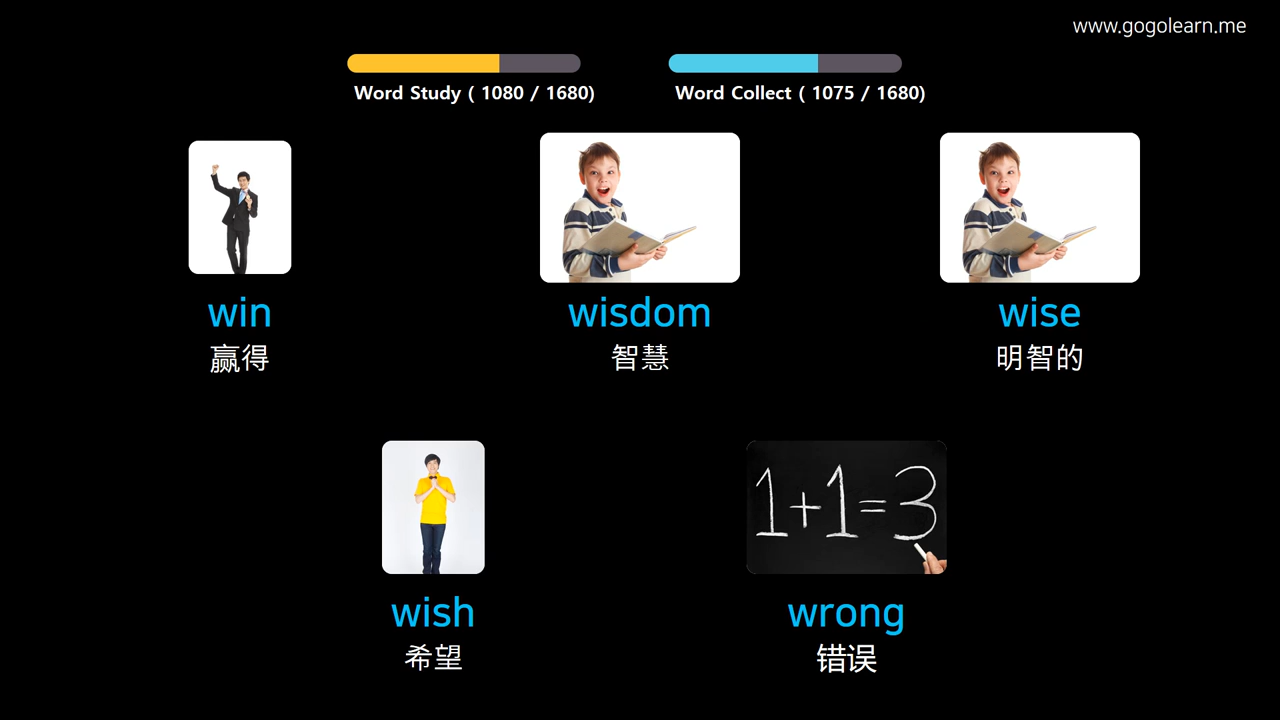 www.gogolearn.me
Word Study ( 1080 / 1680)
Word Collect ( 1075 / 1680)
win
赢得
wisdom
智慧
wise
明智的
1+1=3
wish
希望
wrong
错误